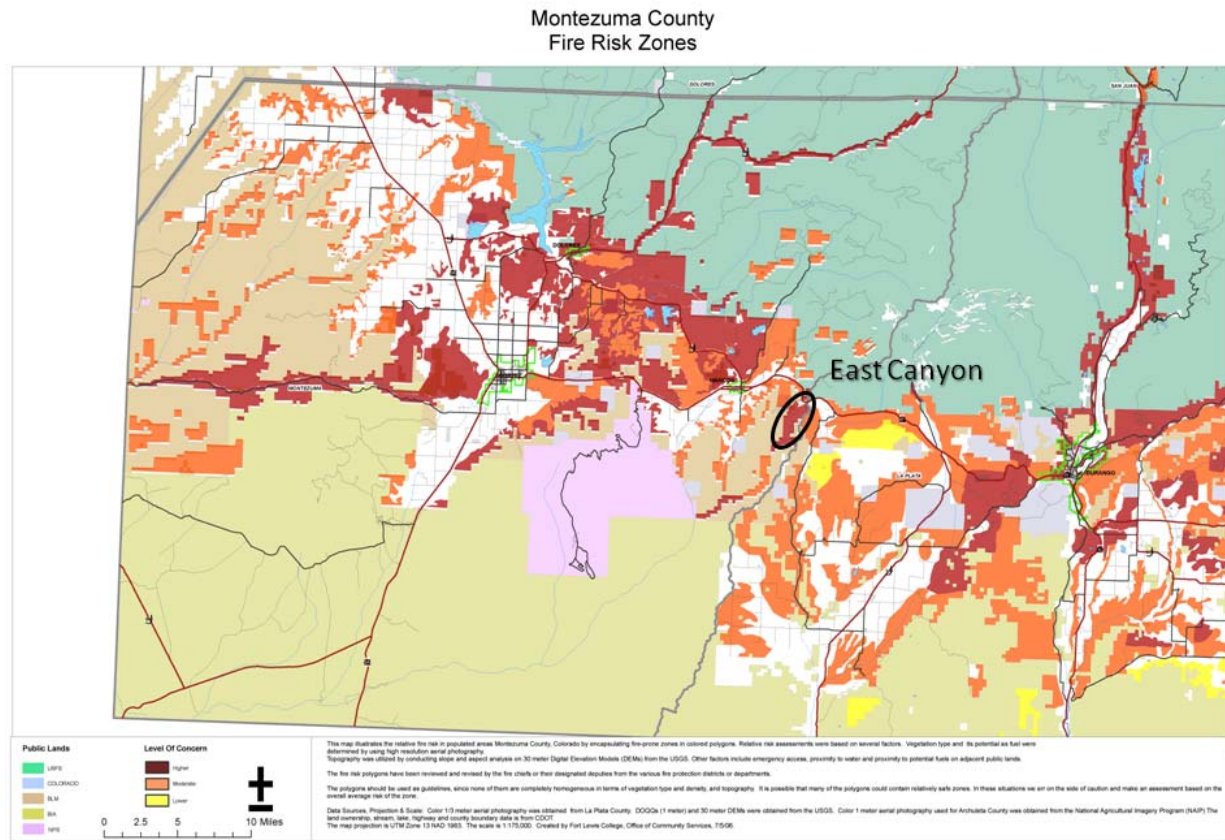 Montezuma County
Fire Risk Zones
DOLORES
SAN JUAN
DOLORES
MONTEZUMA
East Canyon
LA PLATA
DURANGO
Public Lands
USFS
COLORADO
BLM
BIA
NPS
Level Of Concern
Higher
Moderate
Lower
0 2.5 5 10 Miles
This map illustrates the relative fire risk in populated areas Montezuma County, Colorado by encapsulating fire-prone zones in colored polygons. Relative risk assessments were based on several factors. Vegetation type and its potential as fuel were
determined by using high resolution aerial photography.
Topography was utilized by conducting slope and aspect analysis on 30 meter Digital Elevation Models (DEMs) from the USGS. Other factors include emergency access, proximity to water and proximity to potential fuels on adjacent public lands.
The fire risk polygons have been reviewed and revised by the fire chiefs or their designated deputies from the various fire protection districts or departments.
The polygons should be used as guidelines, since none of them are completely homogeneous in terms of vegetation type and density, and topography. It is possible that many of the polygons could contain relatively safe zones. In these situations we err on the side of caution and make an assessment based on the
overall average risk of the zone.
Data Sources, Projection & Scale: Color 1/3 meter aerial photography was obtained from La Plata County. DOQQs (1 meter) and 30 meter DEMs were obtained from the USGS. Color 1 meter aerial photography used for Archuleta County was obtained from the National Agricultural Imagery Program (NAIP) The
land ownership, stream, lake, highway and county boundary data is from CDOT
The map projection is UTM Zone 13 NAD 1983. The scale is 1:175,000. Created by Fort Lewis College, Office of Community Services, 7/5/06.